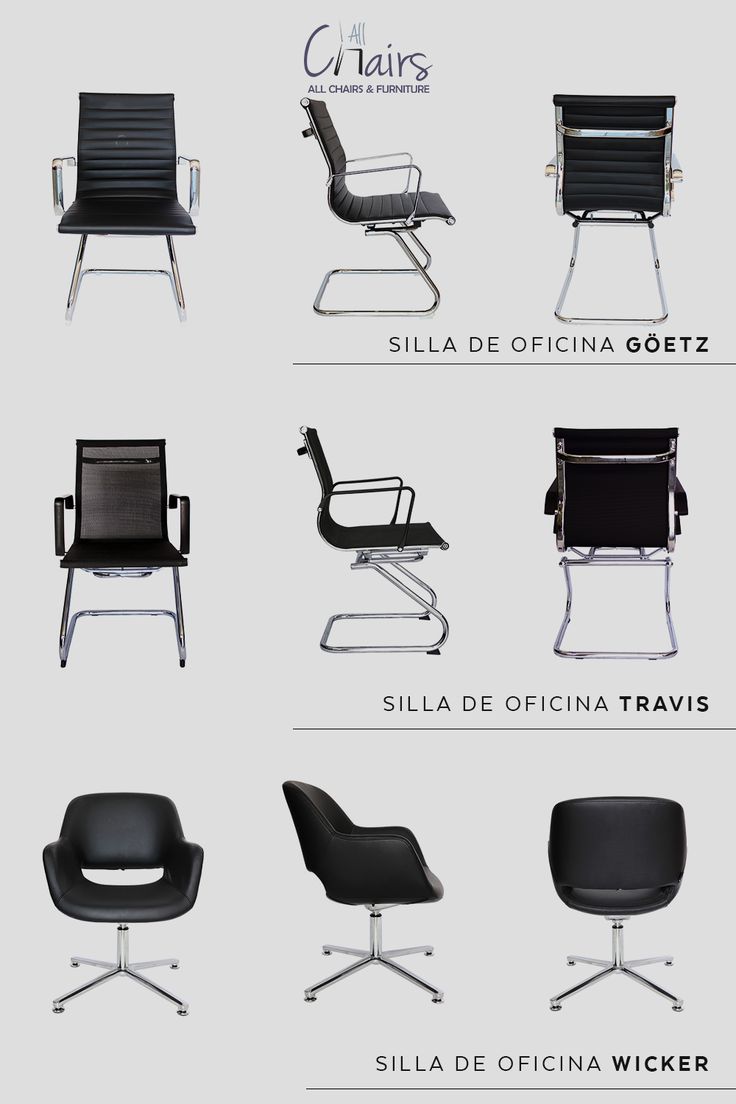 All
Chairs
ALL CHAIRS & FURNITURE
SILLA DE OFICINA GÖETZ
SILLA DE OFICINA TRAVIS
SILLA DE OFICINA WICKER